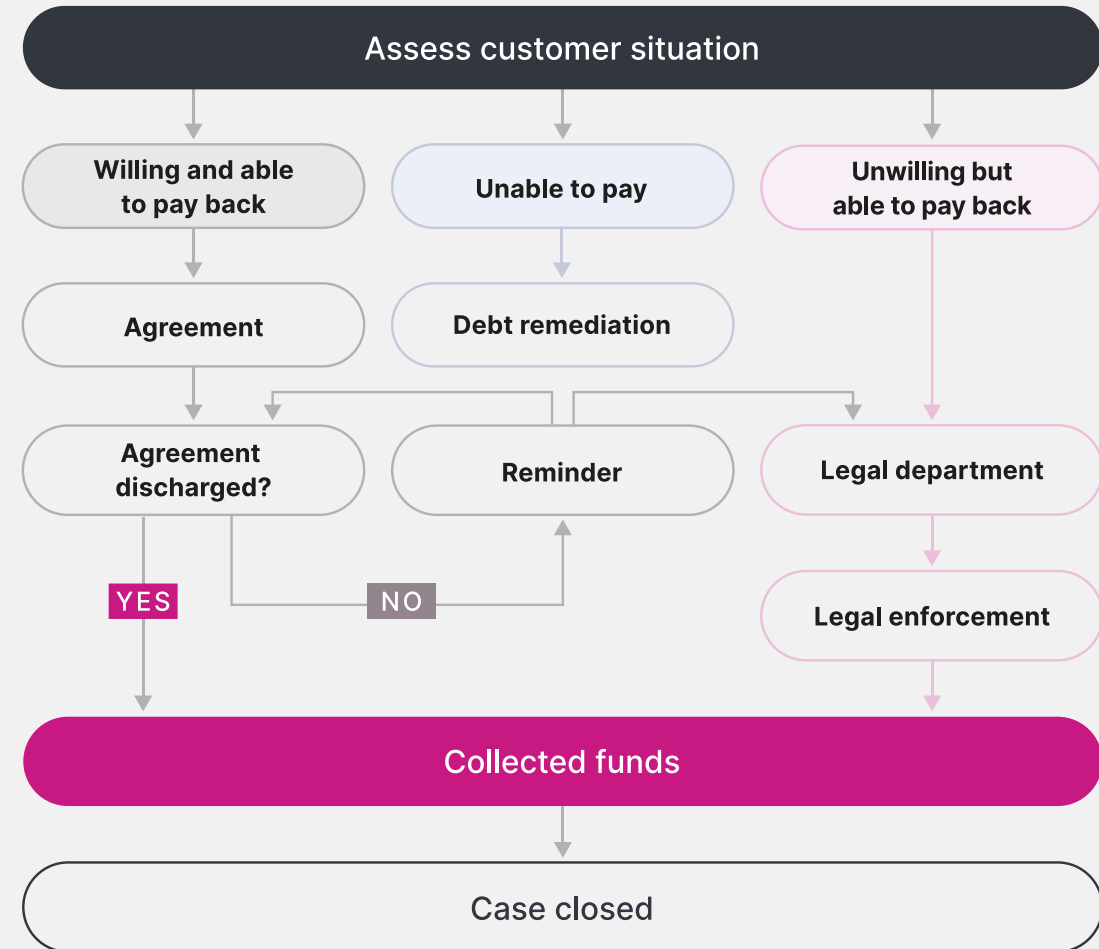 Assess customer situation
Willing and able
to pay back
Unable to pay
Unwilling but
able to pay back
Agreement
Debt remediation
Agreement
discharged?
Reminder
Legal department
YES
NO
Legal enforcement
Collected funds
Case closed